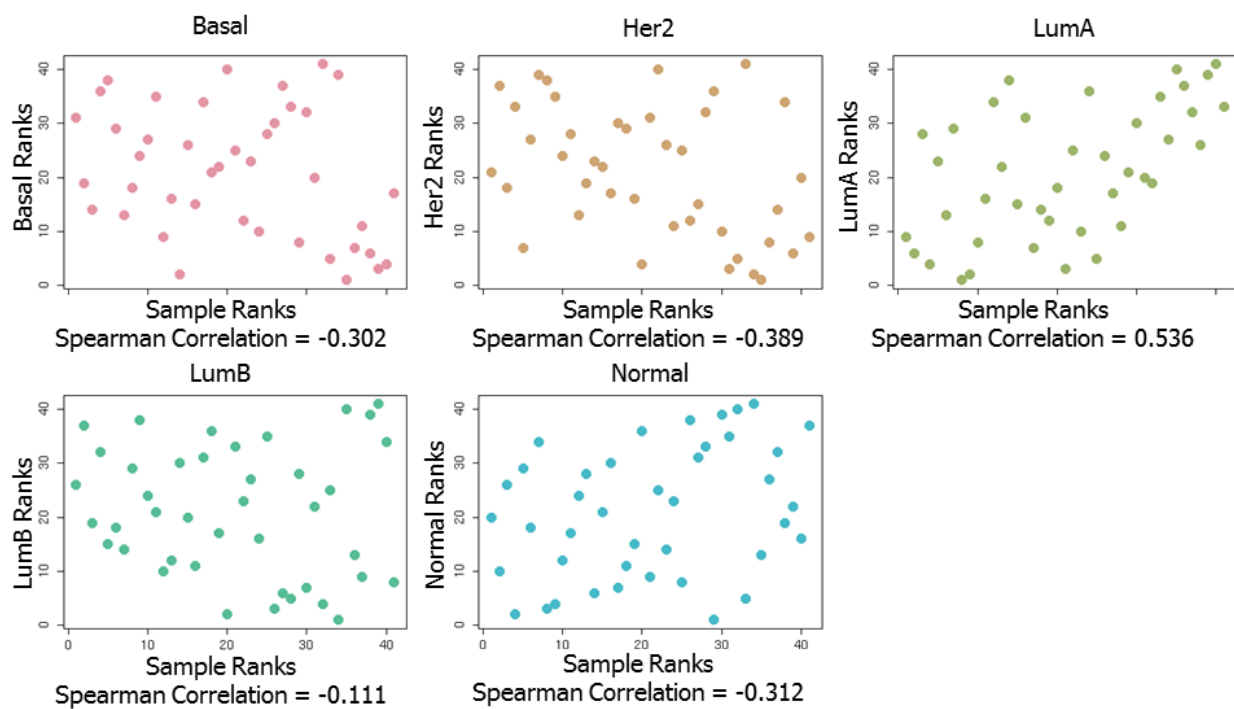 Basal
40
30
20
10
0
Basal Ranks
Sample Ranks
Spearman Correlation = -0.302
Her2
40
30
20
10
0
Her2 Ranks
Sample Ranks
Spearman Correlation = -0.389
LumA
40
30
20
10
0
LumA Ranks
Sample Ranks
Spearman Correlation = 0.536
LumB
40
30
20
10
0
LumB Ranks
0 10 20 30 40
Sample Ranks
Spearman Correlation = -0.111
Normal
40
30
20
10
0
Normal Ranks
0 10 20 30 40
Sample Ranks
Spearman Correlation = -0.312